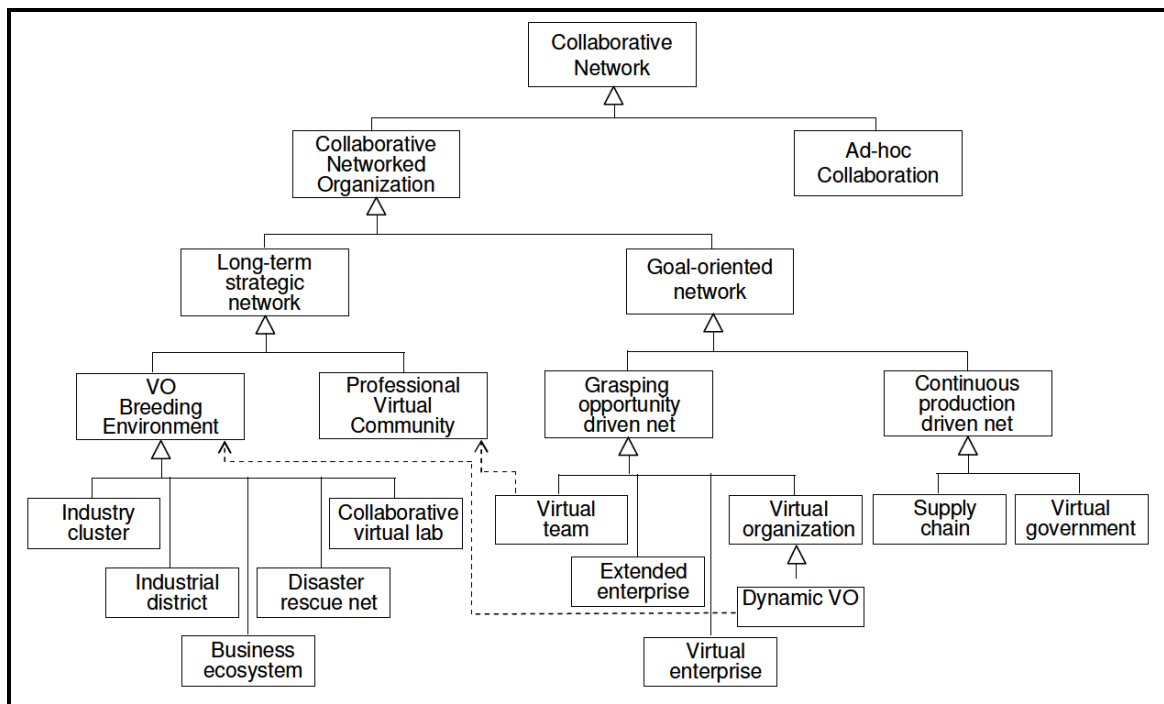 Collaborative
Network
Collaborative
Networked
Organization
Ad-hoc
Collaboration
Long-term
strategic
network
Goal-oriented
network
VO
Breeding
Environment
Professional
Virtual
Community
Grasping
opportunity
driven net
Continuous
production
driven net
Industry
cluster
Collaborative
virtual lab
Virtual
team
Virtual
organization
Supply
chain
Virtual
government
Industrial
district
Disaster
rescue net
Extended
enterprise
Dynamic VO
Business
ecosystem
Virtual
enterprise